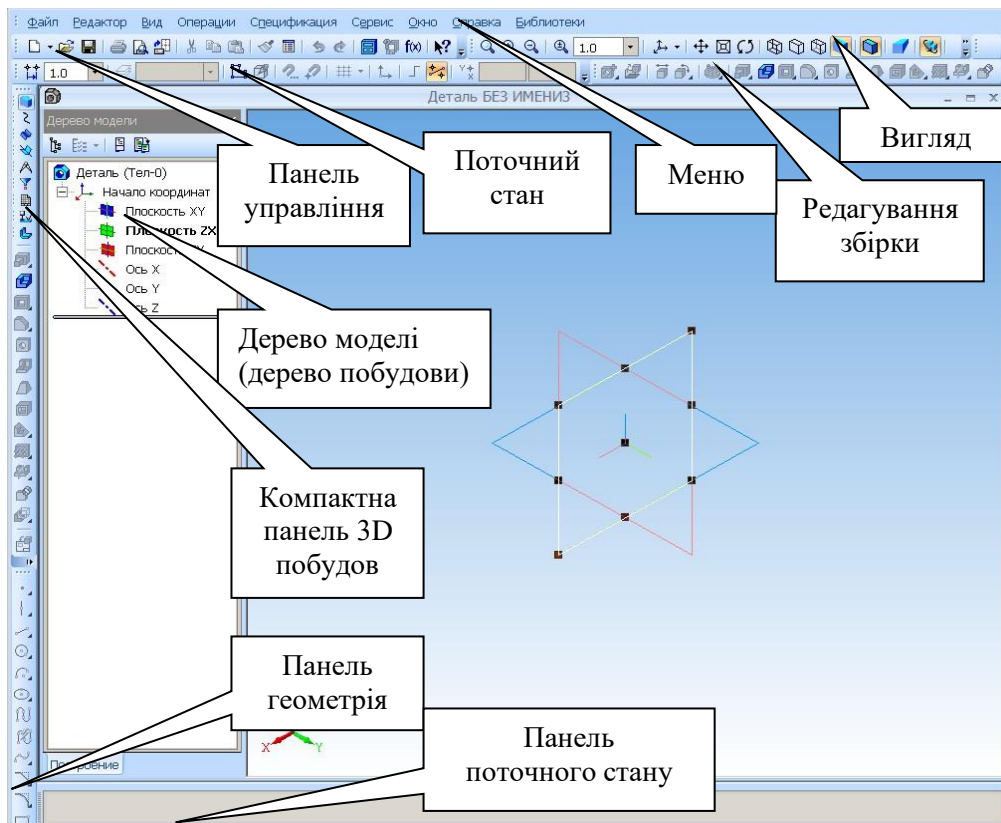 Файл Редактор Вид Операции Спецификация Сервис Окно Справка Библиотеки
1.0
1.0
Деталь БЕЗ ИМЕНИ3
Дерево модели
Деталь (Тел-0)
Начало координат
Плоскость XY
Плоскость ZX
Плоскость
Ось X
Ось Y
Ось Z
Панель
управління
Поточний
стан
Меню
Вигляд
Редагування
збірки
Дерево моделі
(дерево побудови)
Компактна
панель 3D
побудов
Панель
геометрія
Панель
поточного стану
X
Y
Построение